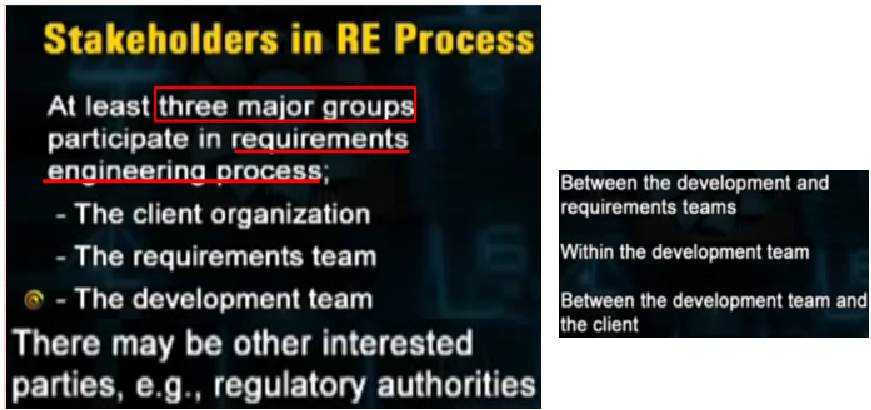 Stakeholders in RE Process
At least three major groups
participate in requirements
engineering process;
- The client organization
- The requirements team
- The development team
There may be other interested
parties, e.g., regulatory authorities
Between the development and
requirements teams
Within the development team
Between the development team and
the client